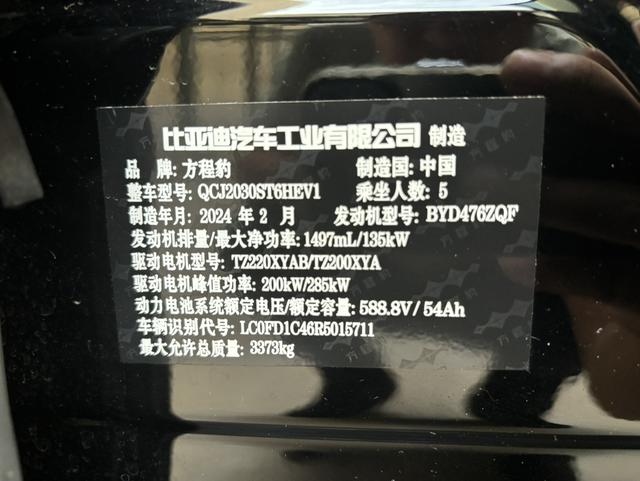 比亚迪汽车工业有限公司 制造
品 牌: 方程豹 制造国: 中国
整车型号: QCJ2030ST6HEV1 乘坐人数: 5
制造年月: 2024 年 2 月 发动机型号: BYD476ZQF
发动机排量/最大净功率: 1497mL/135kW
驱动电机型号: TZ220XYAB/TZ200XYA
驱动电机峰值功率: 200kW/285kW
动力电池系统额定电压/额定容量: 588.8V / 54Ah
车辆识别代号: LC0FD1C46R5015711
最大允许总质量: 3373kg